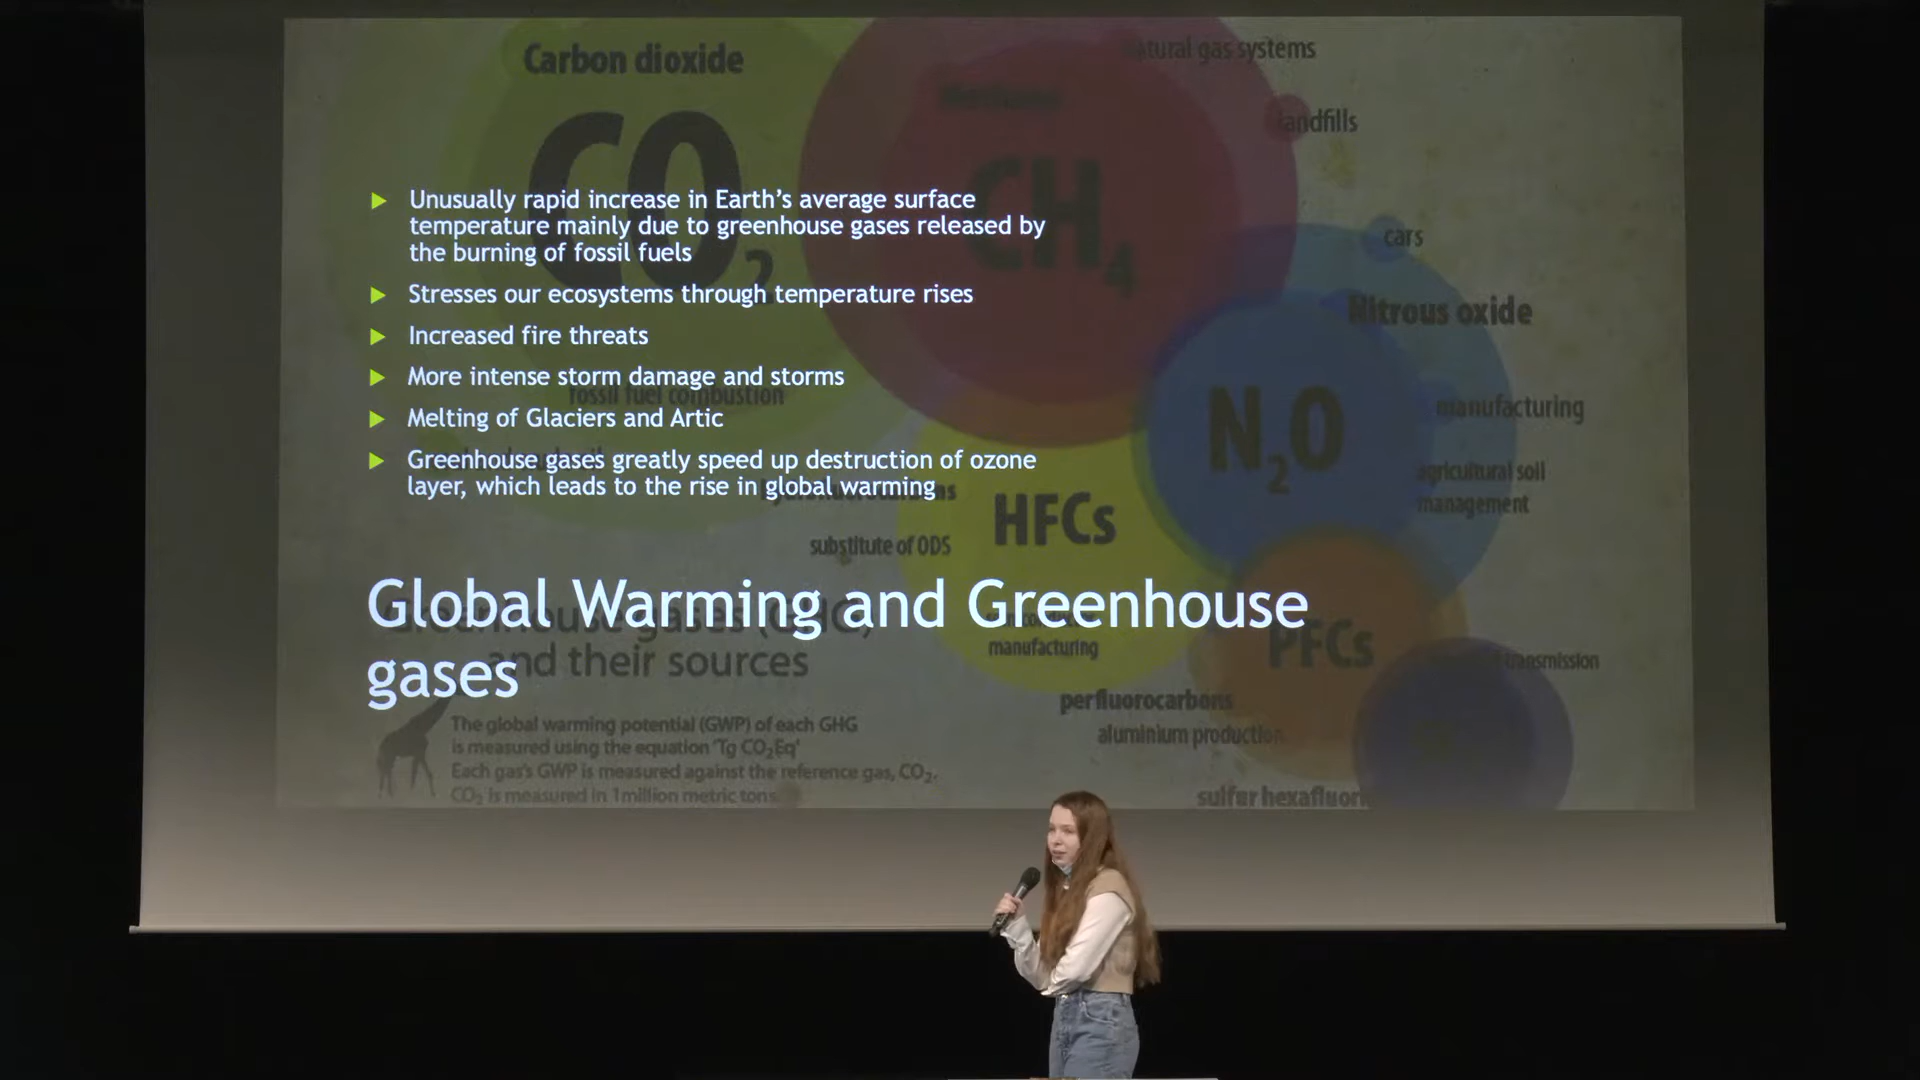 Carbon dioxide
CO2
Methane
CH4
natural gas systems
landfills
cars
Nitrous oxide
N2O
manufacturing
agricultural soil
management
► Unusually rapid increase in Earth's average surface
temperature mainly due to greenhouse gases released by
the burning of fossil fuels
► Stresses our ecosystems through temperature rises
► Increased fire threats
► More intense storm damage and storms
fossil fuel combustion
► Melting of Glaciers and Artic
► Greenhouse gases greatly speed up destruction of ozone
layer, which leads to the rise in global warming
HFCs
substitute of ODS
Global Warming and Greenhouse
gases
Greenhouse gases (GHG)
and their sources
manufacturing
PFCs
transmission
perfluorocarbons
aluminium production
The global warming potential (GWP) of each GHG
is measured using the equation 'Tg CO2Eq'
Each gas's GWP is measured against the reference gas, CO2.
CO2 is measured in 1million metric tons.
sulfur